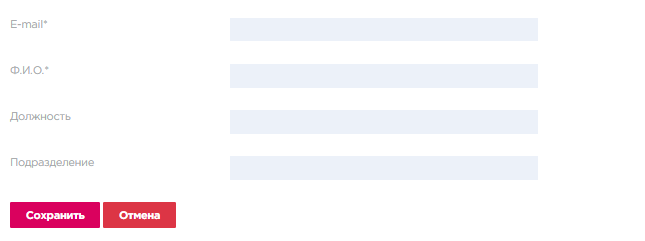 E-mail*
Ф.И.О.*
Должность
Подразделение
Сохранить Отмена